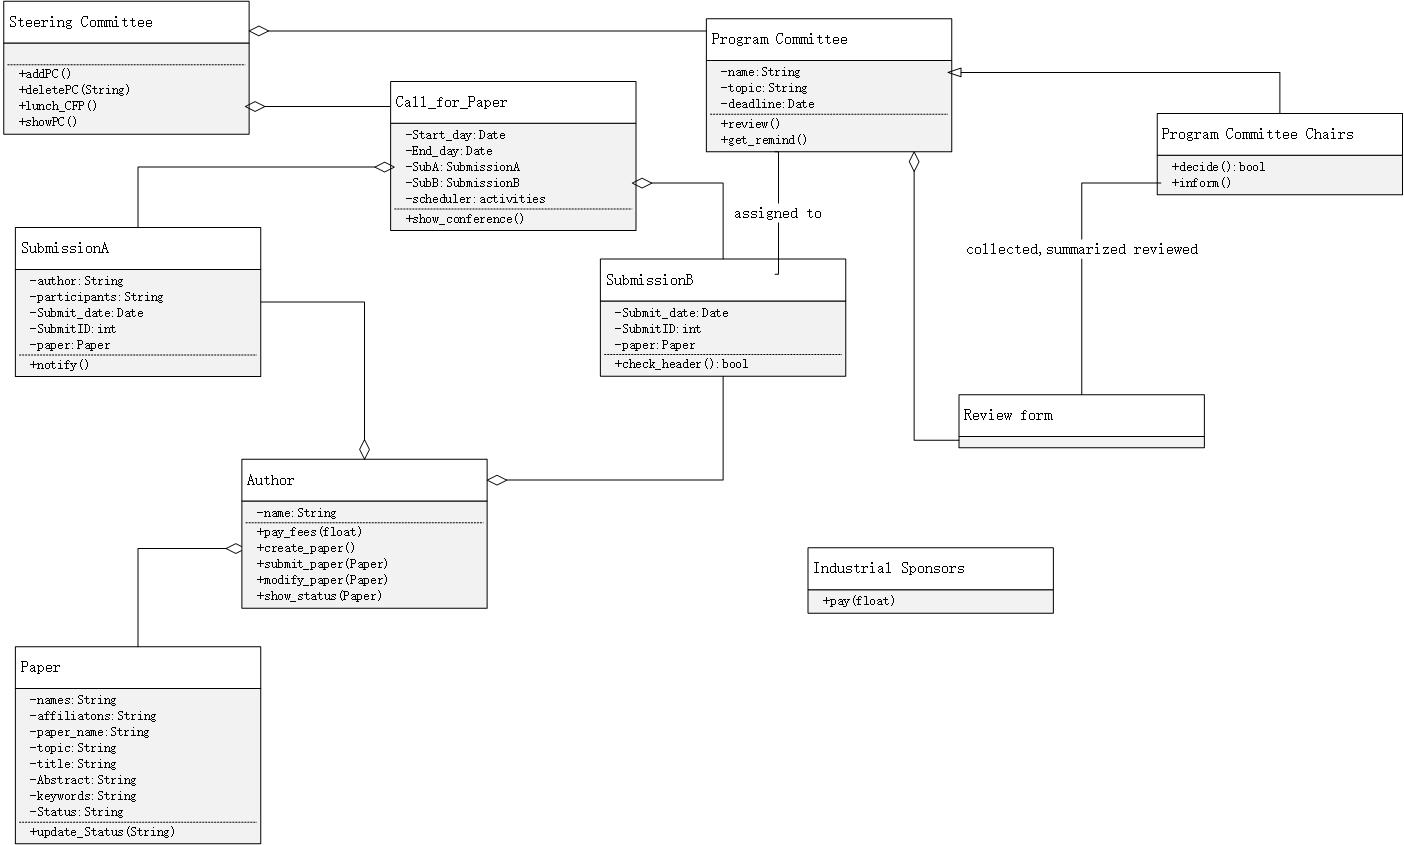 Steering Committee
+addPC()
+deletePC(String)
+lunch_CFP()
+showPC()
Call_for_Paper
-Start_day:Date
-End_day:Date
-SubA:SubmissionA
-SubB:SubmissionB
-scheduler:activities
+show_conference()
Program Committee
-name:String
-topic:String
-deadline:Date
+review()
+get_remind()
Program Committee Chairs
+decide():bool
+inform()
assigned to
collected,summarized reviewed
SubmissionA
-author:String
-participants:String
-Submit_date:Date
-SubmitID:int
-paper:Paper
+notify()
SubmissionB
-Submit_date:Date
-SubmitID:int
-paper:Paper
+check_header():bool
Review form
Author
-name:String
+pay_fees(float)
+create_paper()
+submit_paper(Paper)
+modify_paper(Paper)
+show_status(Paper)
Industrial Sponsors
+pay(float)
Paper
-names:String
-affiliatons:String
-paper_name:String
-topic:String
-title:String
-Abstract:String
-keywords:String
-Status:String
+update_Status(String)